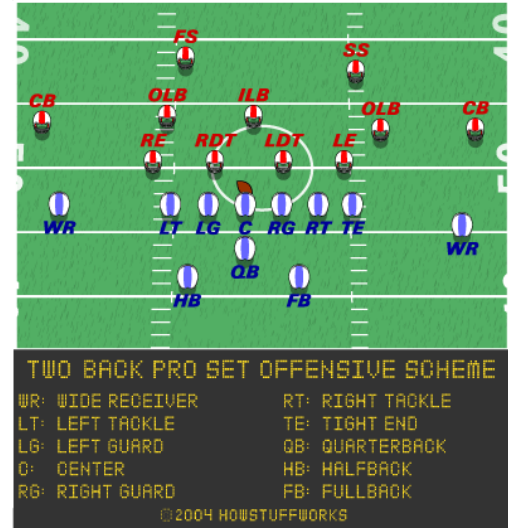 FS
SS
CB
OLB
ILB
OLB
CB
RE
RDT
LDT
LE
WR
LT
LG
C
RG
RT
TE
WR
QB
HB
FB
TWO BACK PRO SET OFFENSIVE SCHEME
WR: WIDE RECEIVER
LT: LEFT TACKLE
LG: LEFT GUARD
C: CENTER
RG: RIGHT GUARD
RT: RIGHT TACKLE
TE: TIGHT END
QB: QUARTERBACK
HB: HALFBACK
FB: FULLBACK
©2004 HOWSTUFFWORKS